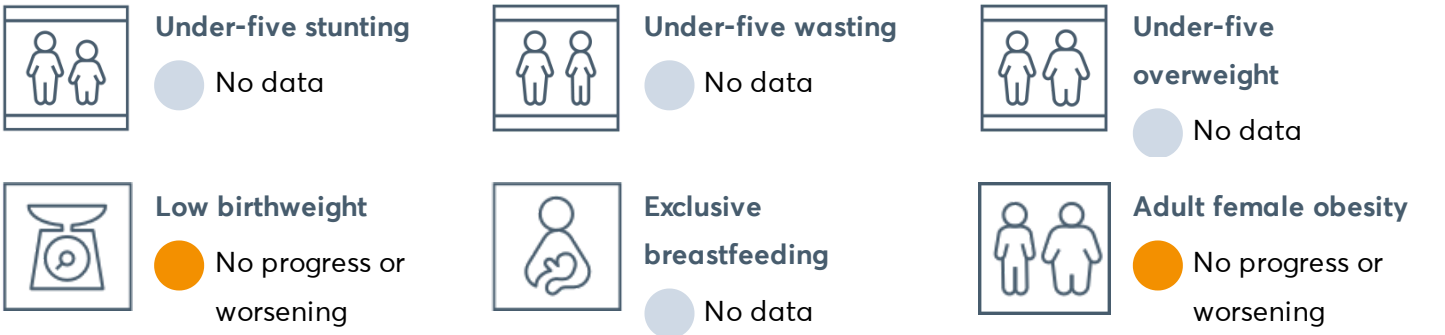 Under-five stunting
No data
Under-five wasting
No data
Under-five
overweight
No data
Low birthweight
No progress or
worsening
Exclusive
breastfeeding
No data
Adult female obesity
No progress or
worsening